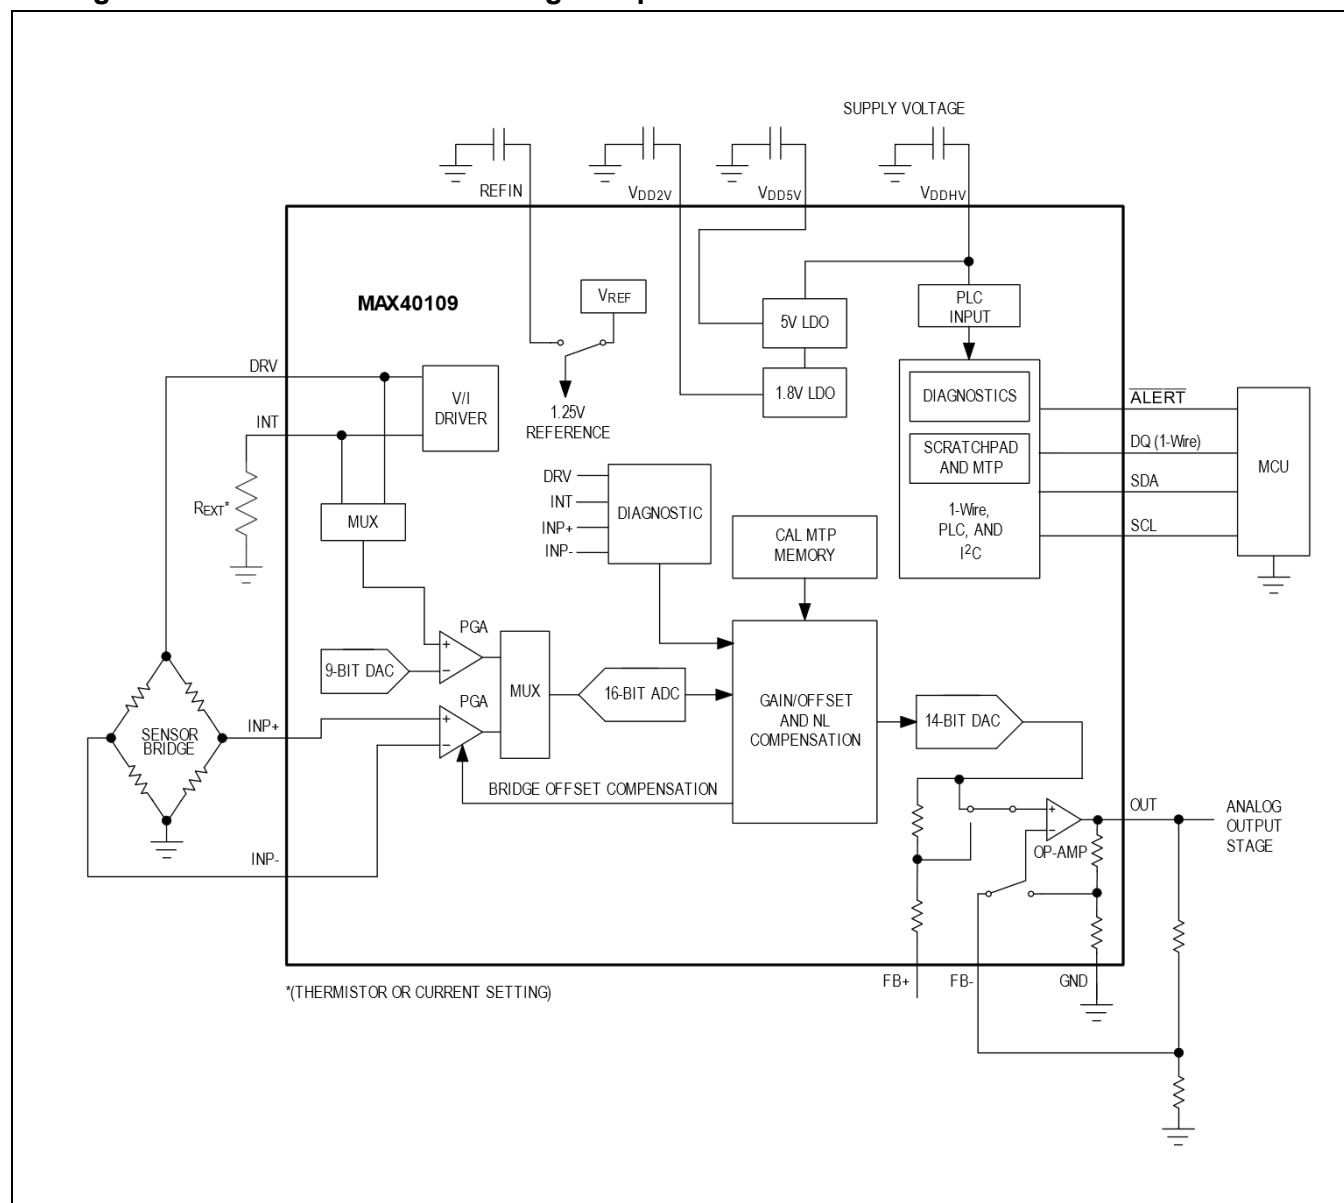 SUPPLY VOLTAGE
REFIN
VDD2V
VDD5V
VDDHV
MAX40109
VREF
5V LDO
PLC
INPUT
1.8V LDO
1.25V
REFERENCE
DRV
INT
V/I
DRIVER
REXT*
MUX
DIAGNOSTICS
SCRATCHPAD
AND MTP
1-Wire,
PLC, AND
I2C
ALERT
DQ (1-Wire)
SDA
SCL
MCU
DRV
INT
INP+
INP-
DIAGNOSTIC
CAL MTP
MEMORY
PGA
+
−
9-BIT DAC
PGA
+
−
MUX
16-BIT ADC
GAIN/OFFSET
AND NL
COMPENSATION
14-BIT DAC
SENSOR
BRIDGE
INP+
INP-
BRIDGE OFFSET COMPENSATION
+
−
OP-AMP
OUT
ANALOG
OUTPUT
STAGE
FB+
FB-
GND
*(THERMISTOR OR CURRENT SETTING)